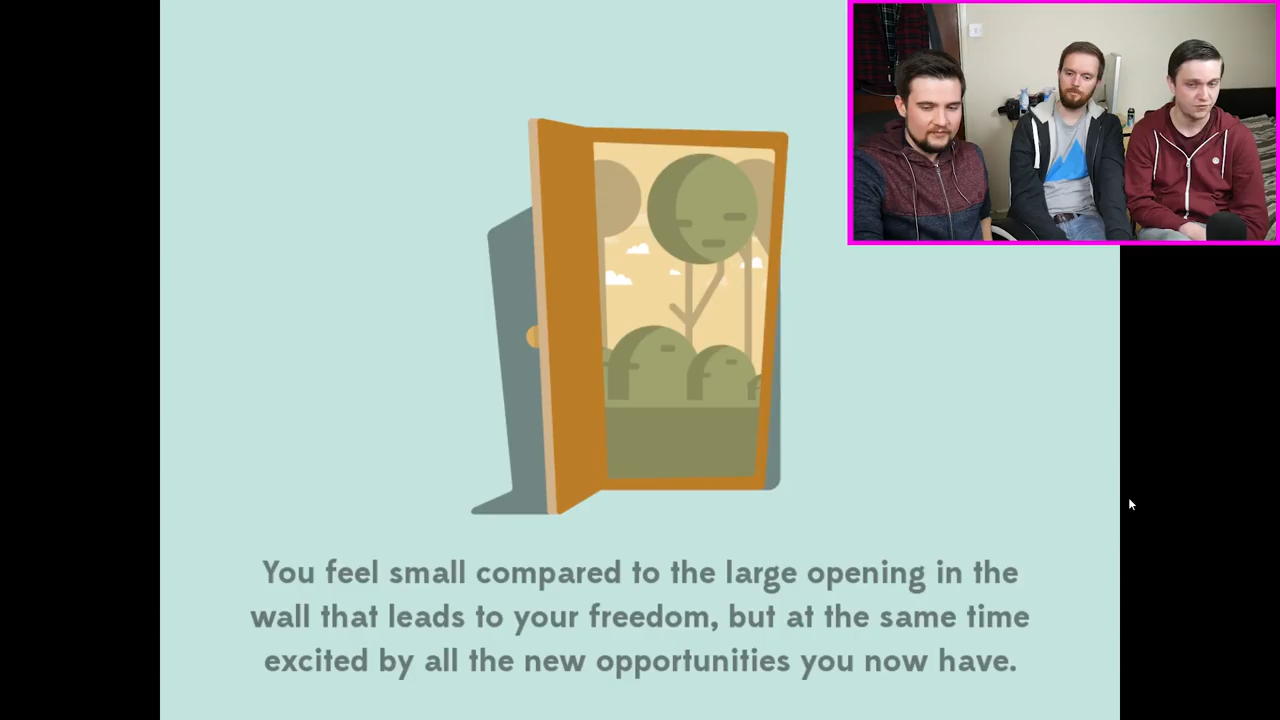 You feel small compared to the large opening in the
wall that leads to your freedom, but at the same time
excited by all the new opportunities you now have.